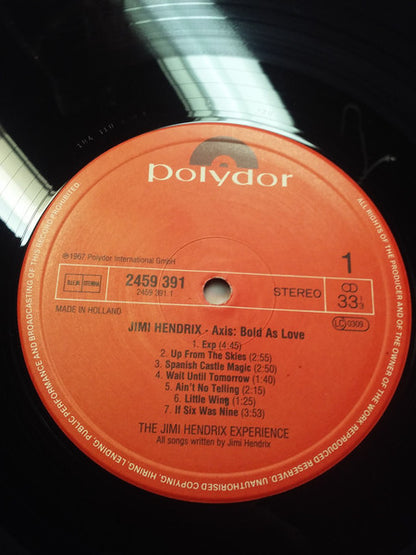 polydor
ALL RIGHTS OF THE PRODUCER AND OF THE OWNER OF THE WORK REPRODUCED RESERVED. UNAUTHORISED COPYING, HIRING, LENDING, PUBLIC PERFORMANCE AND BROADCASTING OF THIS RECORD PROHIBITED.
℗1967 Polydor International GmbH
BIEM STEMRA
2459 391
2459 391.1
MADE IN HOLLAND
1
STEREO
33⅓
LC 0309
JIMI HENDRIX - Axis: Bold As Love
1. Exp (4:45)
2. Up From The Skies (2:55)
3. Spanish Castle Magic (2:50)
4. Wait Until Tomorrow (1:40)
5. Ain't No Telling (2:15)
6. Little Wing (1:25)
7. If Six Was Nine (3:53)
THE JIMI HENDRIX EXPERIENCE
All songs written by Jimi Hendrix